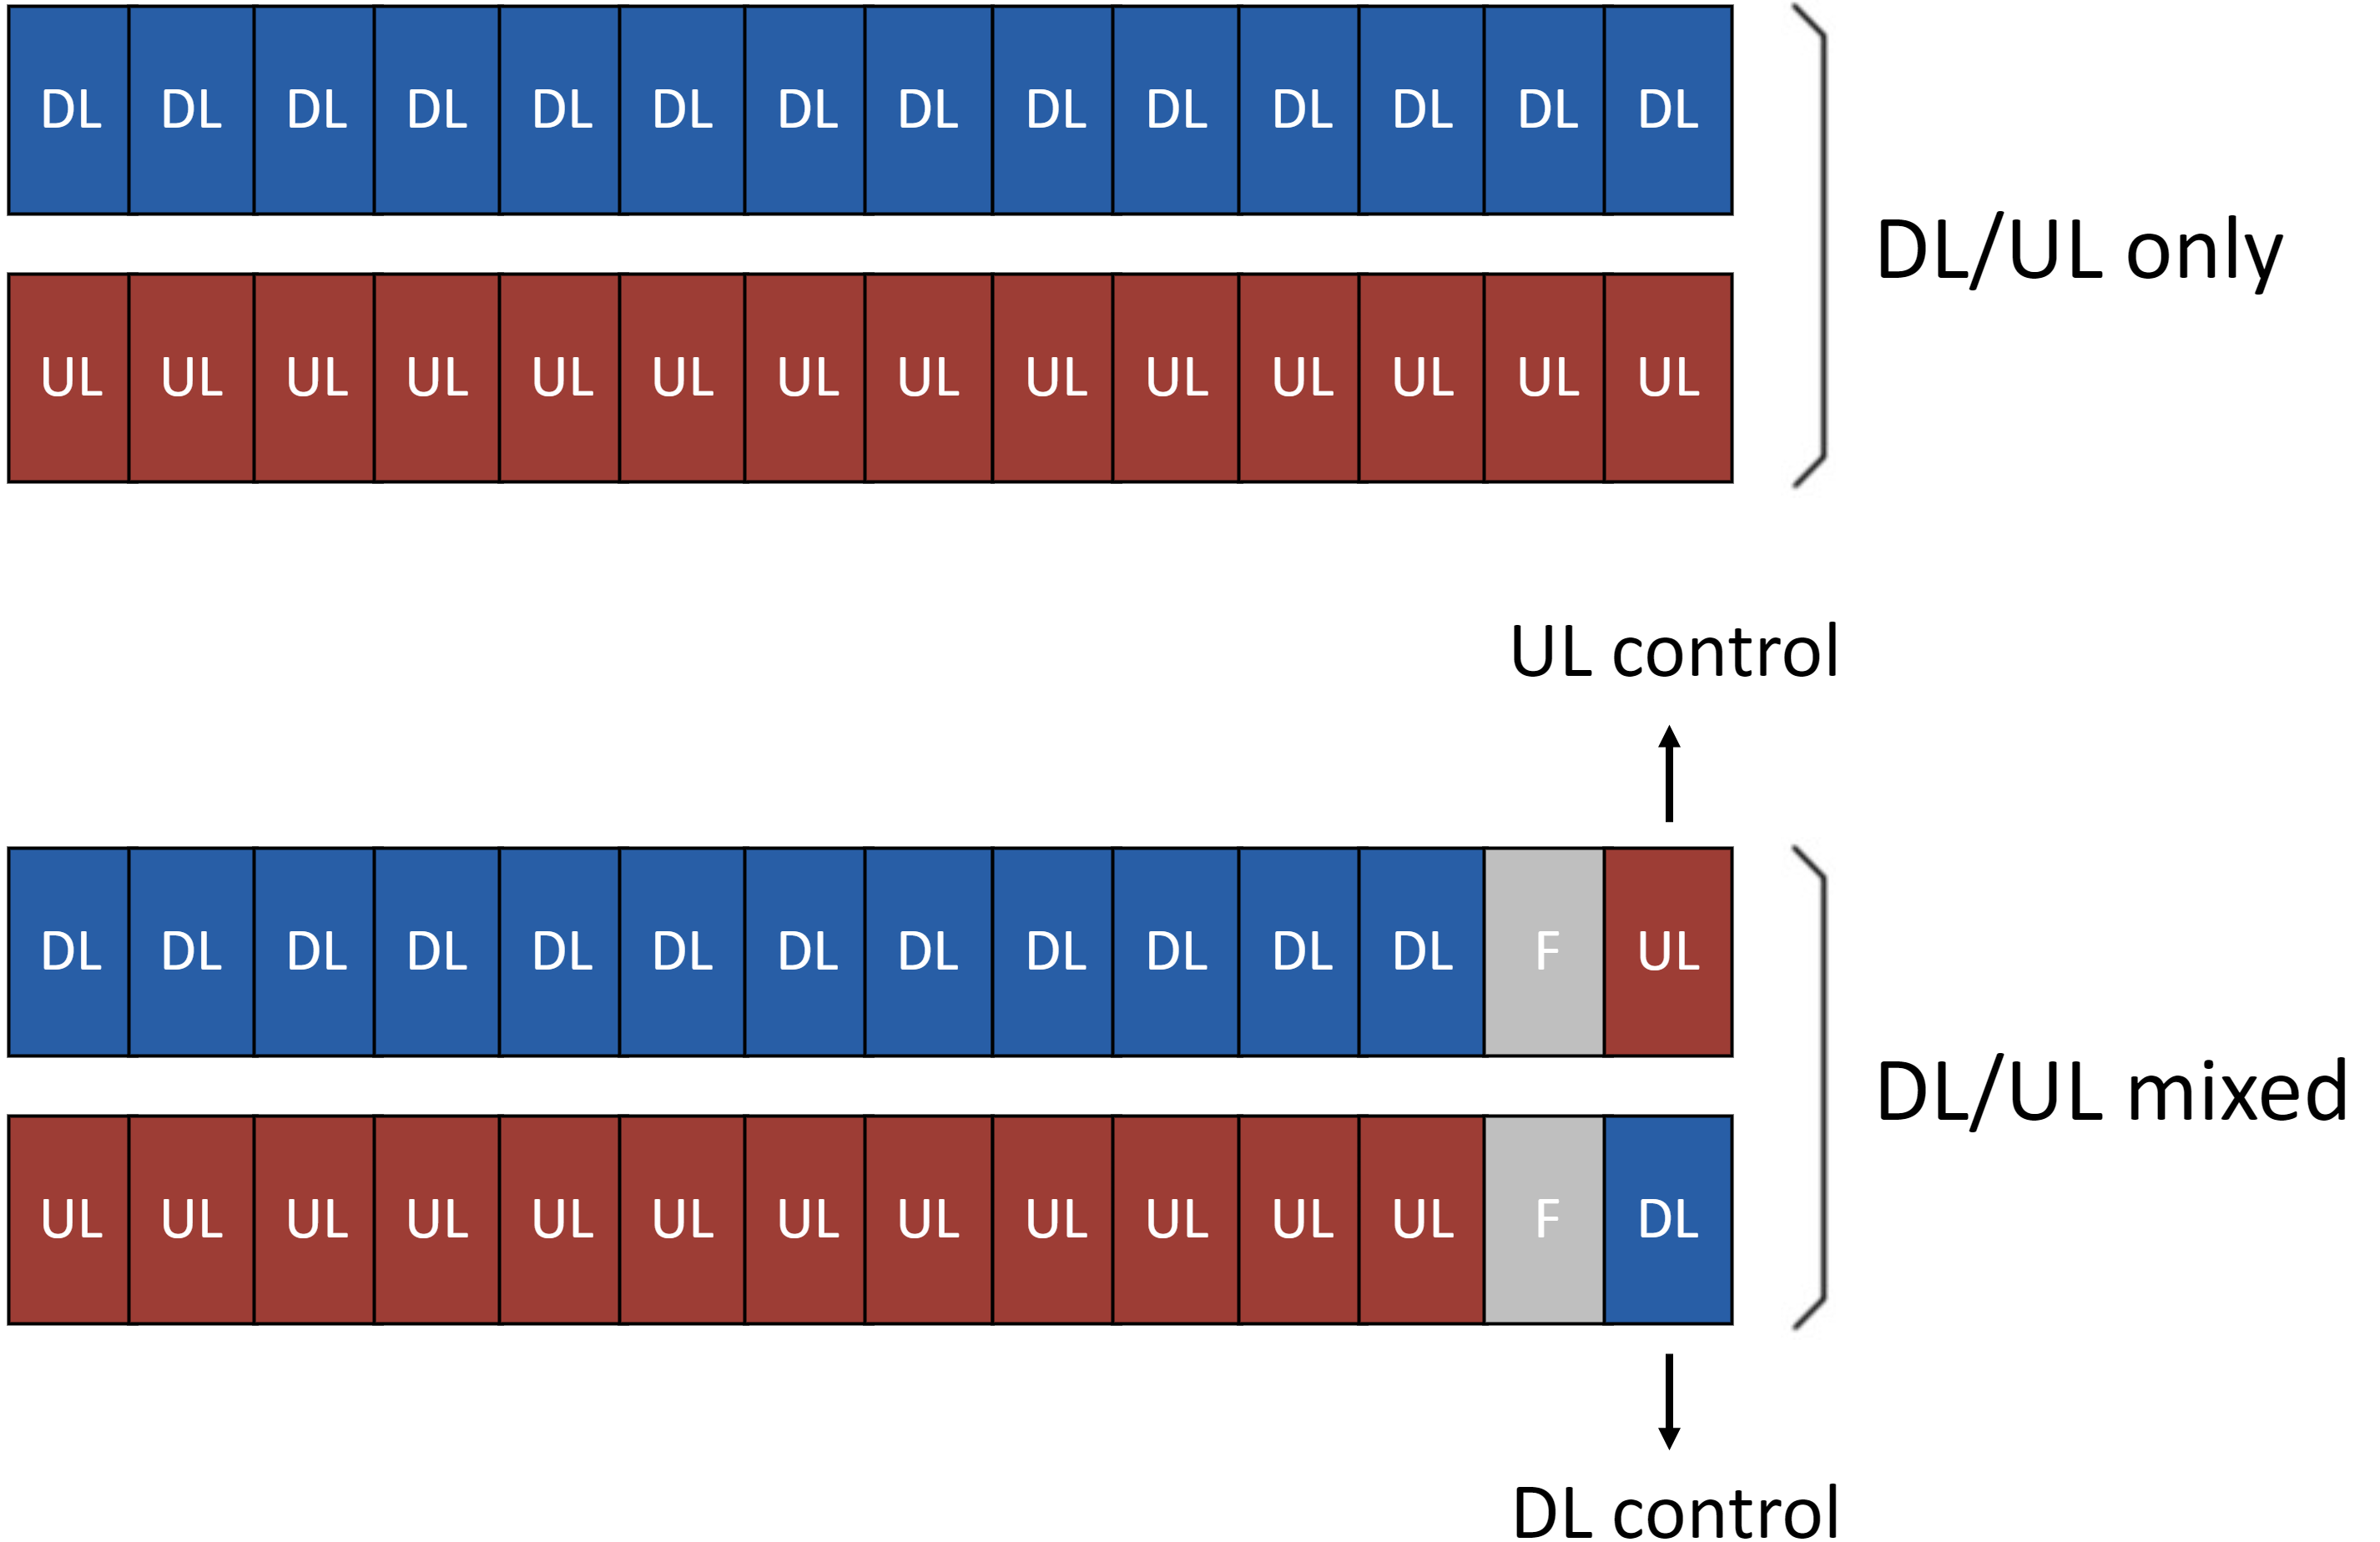 DL DL DL DL DL DL DL DL DL DL DL DL DL DL
DL/UL only
UL UL UL UL UL UL UL UL UL UL UL UL UL UL
UL control
DL DL DL DL DL DL DL DL DL DL DL DL F UL
DL/UL mixed
UL UL UL UL UL UL UL UL UL UL UL UL F DL
DL control